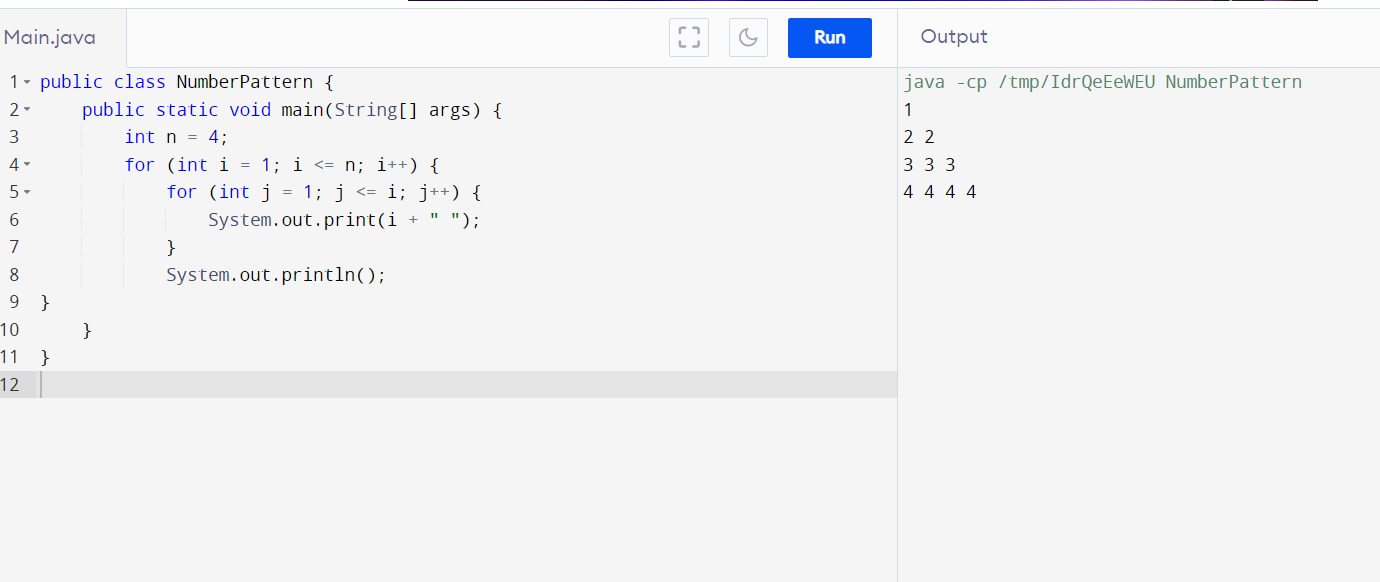 Main.java
Run
Output
1 public class NumberPattern {
2     public static void main(String[] args) {
3         int n = 4;
4         for (int i = 1; i <= n; i++) {
5             for (int j = 1; j <= i; j++) {
6                 System.out.print(i + " ");
7             }
8             System.out.println();
9 }
10     }
11 }
12
java -cp /tmp/IdrQeEeWEU NumberPattern
1
2 2
3 3 3
4 4 4 4